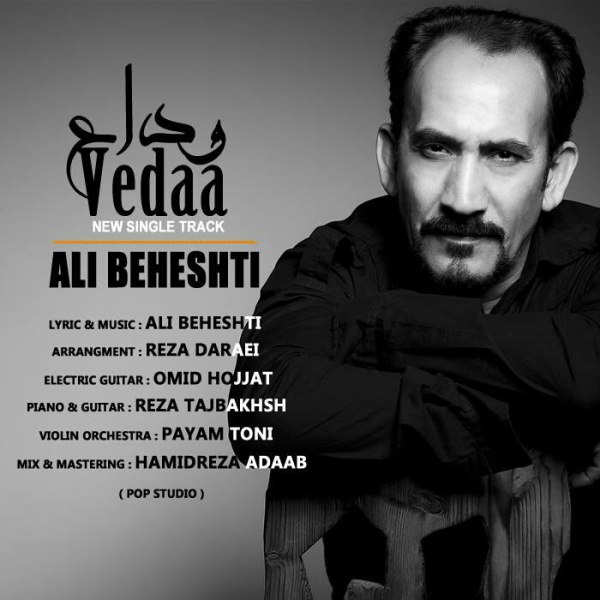 وداع
Vedaa
NEW SINGLE TRACK
ALI BEHESHTI
LYRIC & MUSIC : ALI BEHESHTI
ARRANGMENT : REZA DARAEI
ELECTRIC GUITAR : OMID HOJJAT
PIANO & GUITAR : REZA TAJBAKHSH
VIOLIN ORCHESTRA : PAYAM TONI
MIX & MASTERING : HAMIDREZA ADAAB
( POP STUDIO )